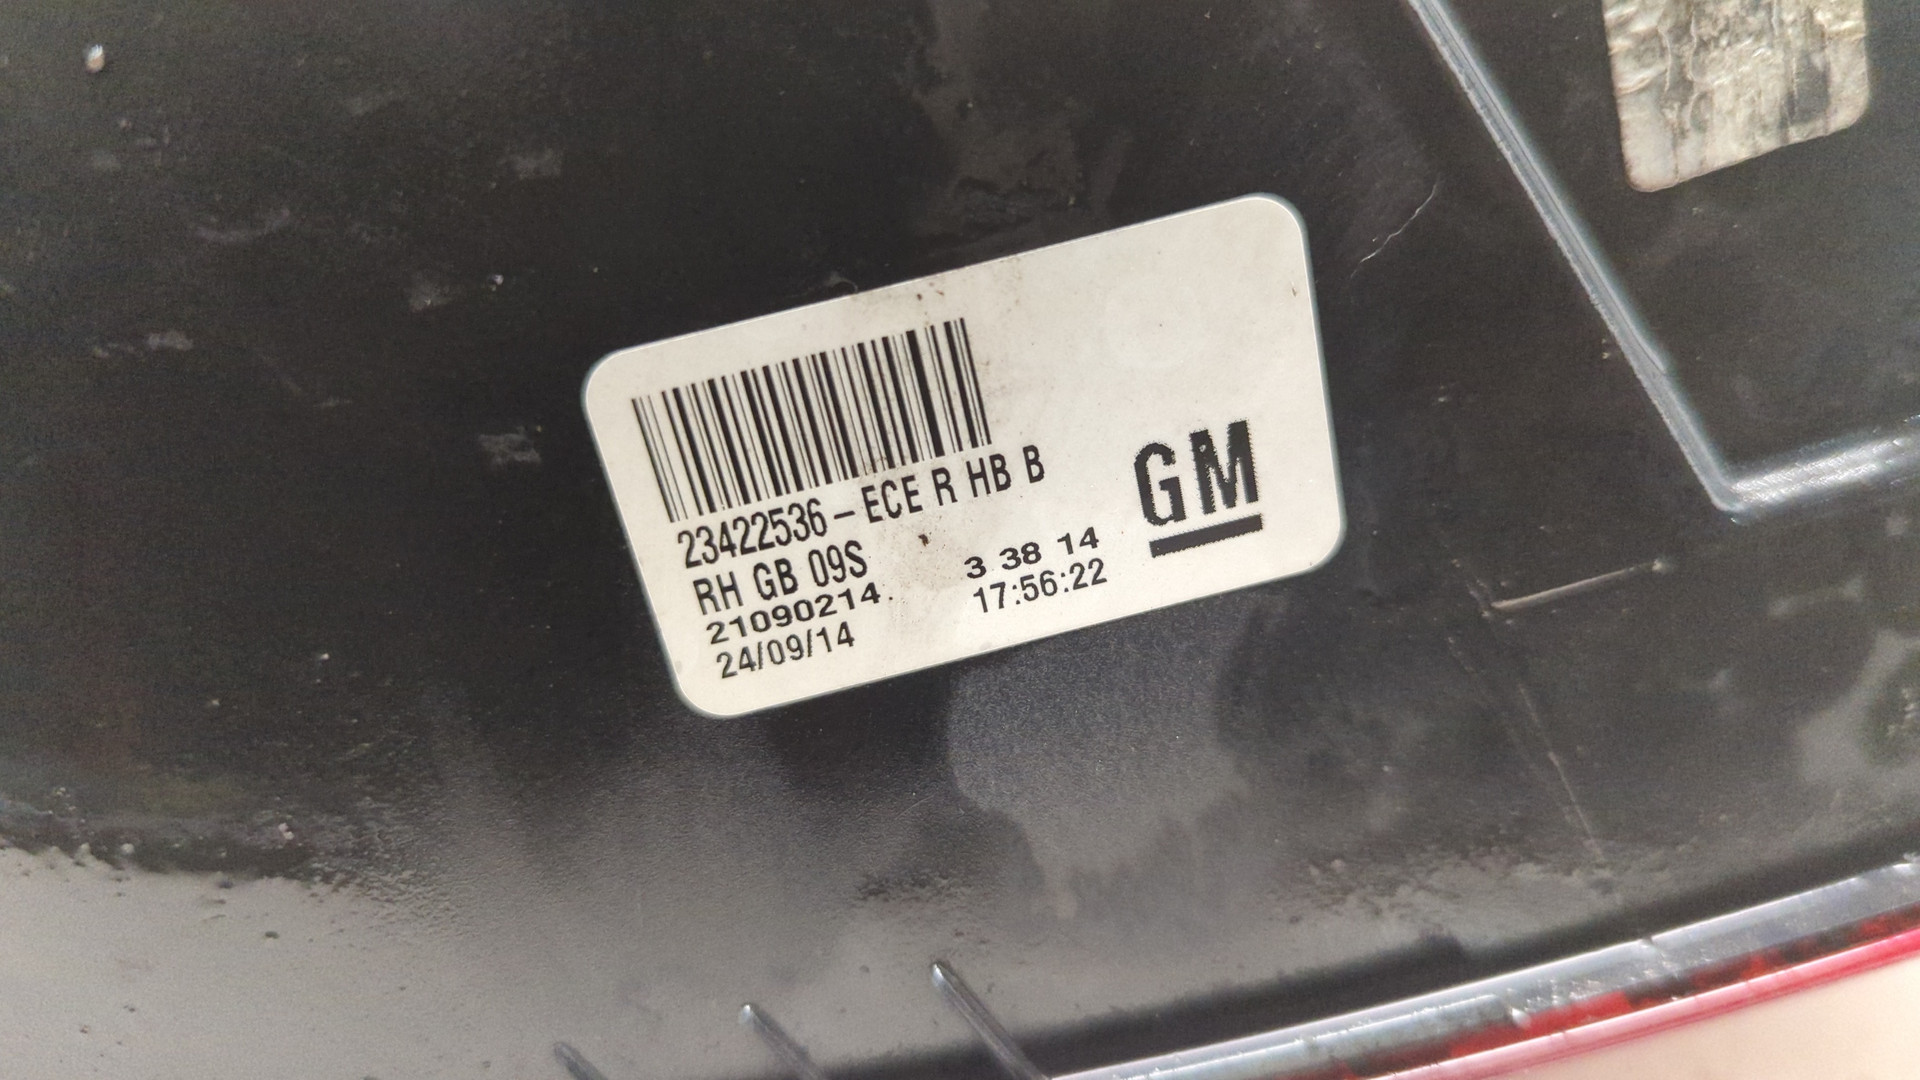 23422536 – ECE R HB B
RH GB 09S
21090214. 3 38 14
24/09/14 17:56:22
GM